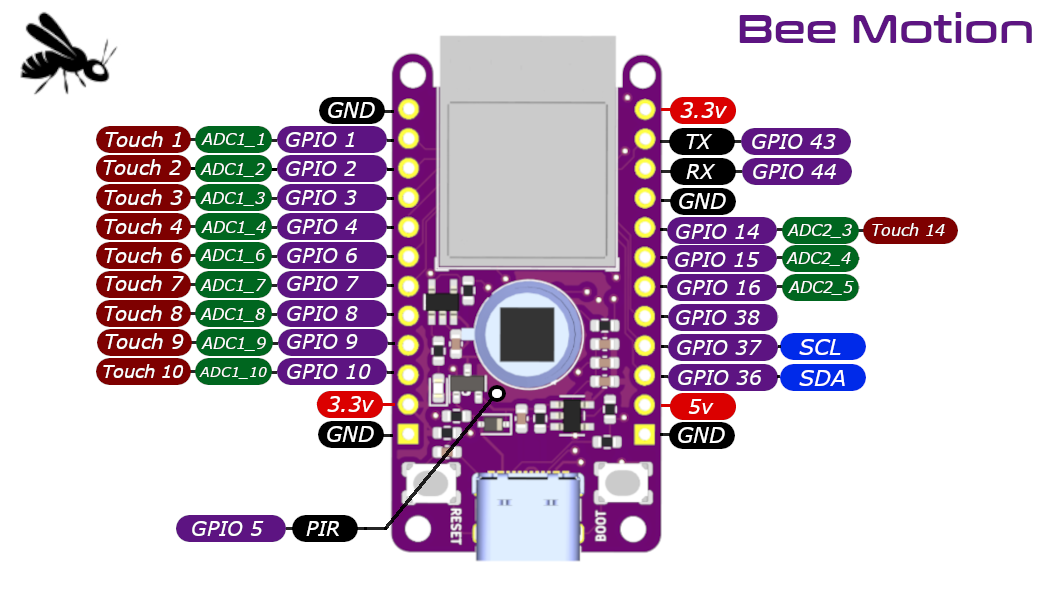 Bee Motion
GND 3.3v
Touch 1 ADC1_1 GPIO 1 TX GPIO 43
Touch 2 ADC1_2 GPIO 2 RX GPIO 44
Touch 3 ADC1_3 GPIO 3 GND
Touch 4 ADC1_4 GPIO 4 GPIO 14 ADC2_3 Touch 14
Touch 6 ADC1_6 GPIO 6 GPIO 15 ADC2_4
Touch 7 ADC1_7 GPIO 7 GPIO 16 ADC2_5
Touch 8 ADC1_8 GPIO 8 GPIO 38
Touch 9 ADC1_9 GPIO 9 GPIO 37 SCL
Touch 10 ADC1_10 GPIO 10 GPIO 36 SDA
3.3v 5v
GND GND
GPIO 5 PIR
RESET
BOOT